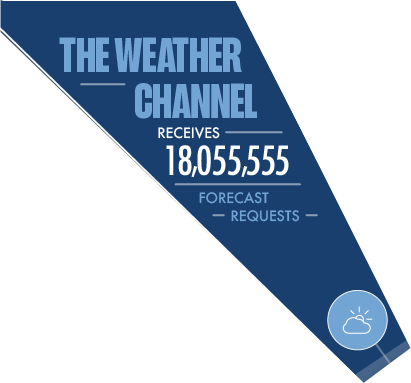 THE WEATHER
CHANNEL
RECEIVES
18,055,555
FORECAST
REQUESTS